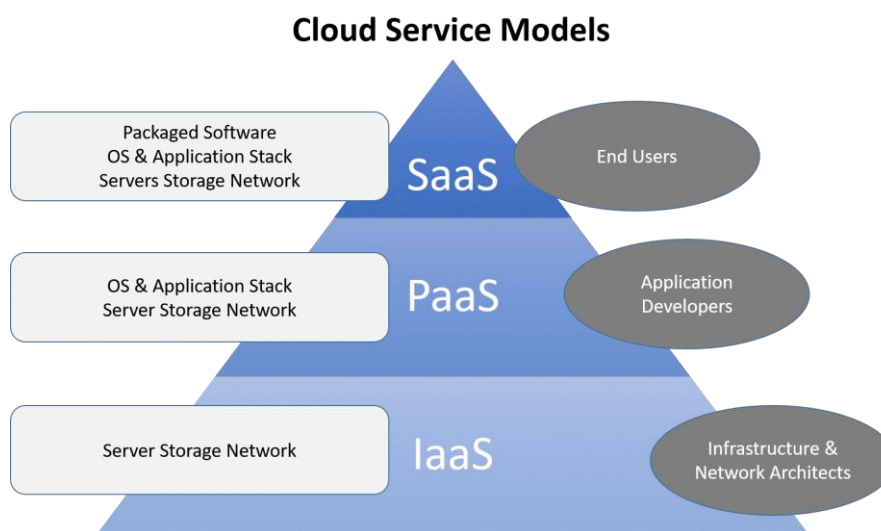 Cloud Service Models
Packaged Software
OS & Application Stack
Servers Storage Network
SaaS
End Users
OS & Application Stack
Server Storage Network
PaaS
Application
Developers
Server Storage Network
IaaS
Infrastructure &
Network Architects